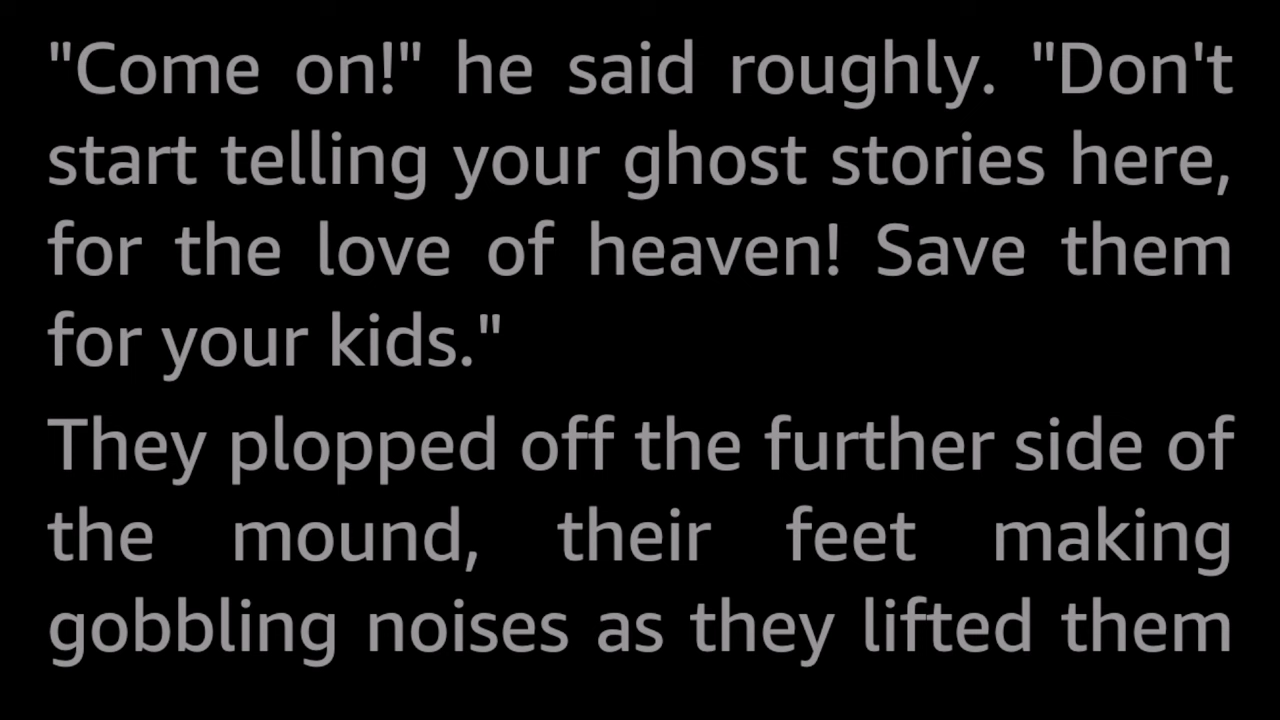 "Come on!" he said roughly. "Don't
start telling your ghost stories here,
for the love of heaven! Save them
for your kids."
They plopped off the further side of
the mound, their feet making
gobbling noises as they lifted them